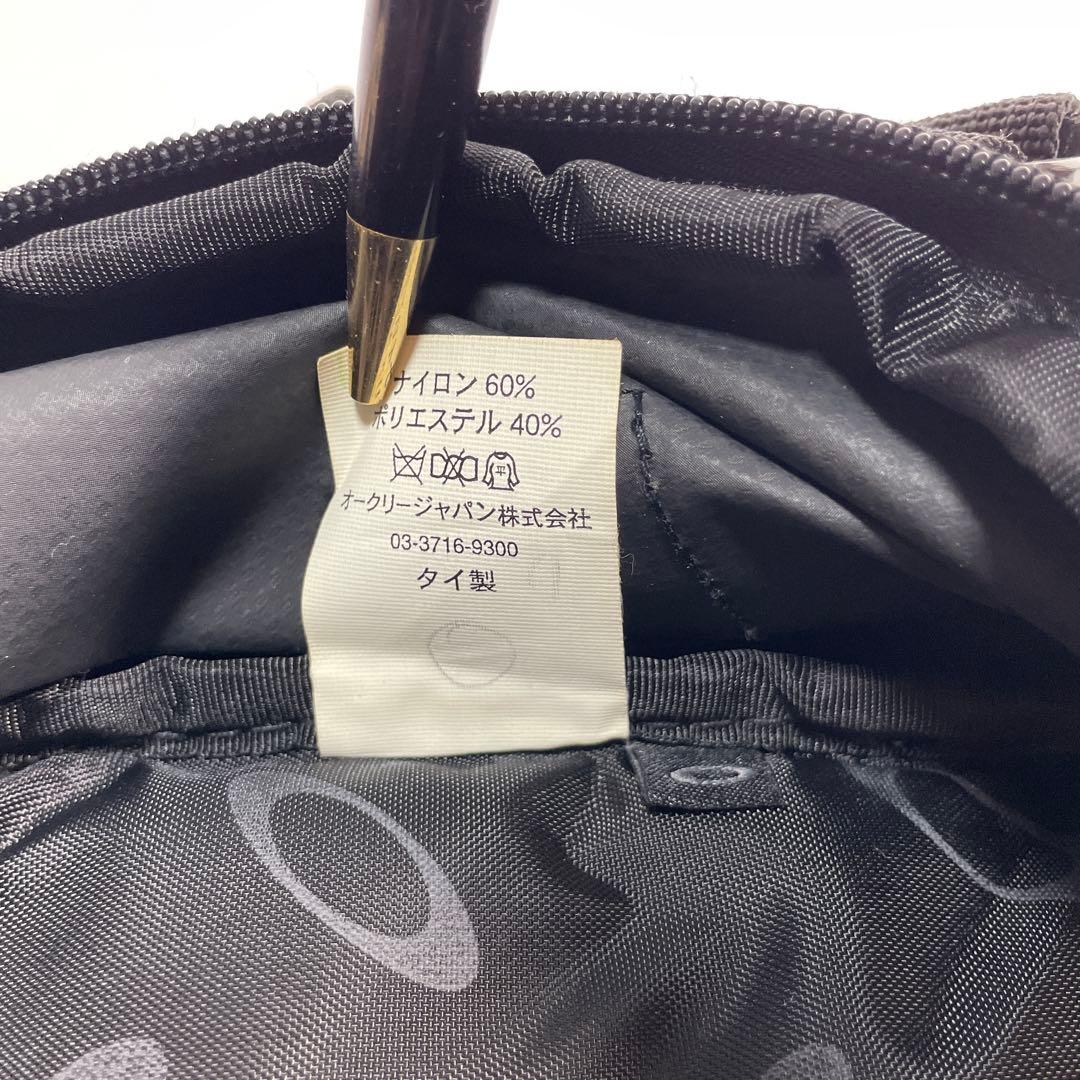 ナイロン 60%
ポリエステル 40%
平
オークリージャパン株式会社
03-3716-9300
タイ製